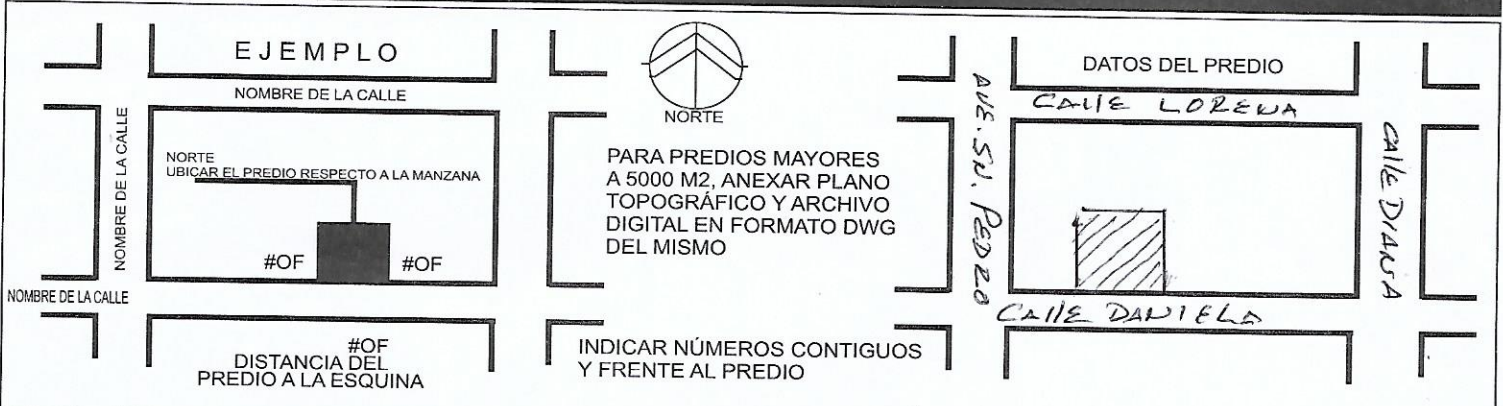 EJEMPLO
NOMBRE DE LA CALLE
NOMBRE DE LA CALLE
NORTE
UBICAR EL PREDIO RESPECTO A LA MANZANA
#OF
#OF
NOMBRE DE LA CALLE
#OF
DISTANCIA DEL
PREDIO A LA ESQUINA
NORTE
PARA PREDIOS MAYORES
A 5000 M2, ANEXAR PLANO
TOPOGRÁFICO Y ARCHIVO
DIGITAL EN FORMATO DWG
DEL MISMO
INDICAR NÚMEROS CONTIGUOS
Y FRENTE AL PREDIO
DATOS DEL PREDIO
CAllE LORENA
AVE. SN. PEDRO
CAllE DIANA
CAllE DANIELA